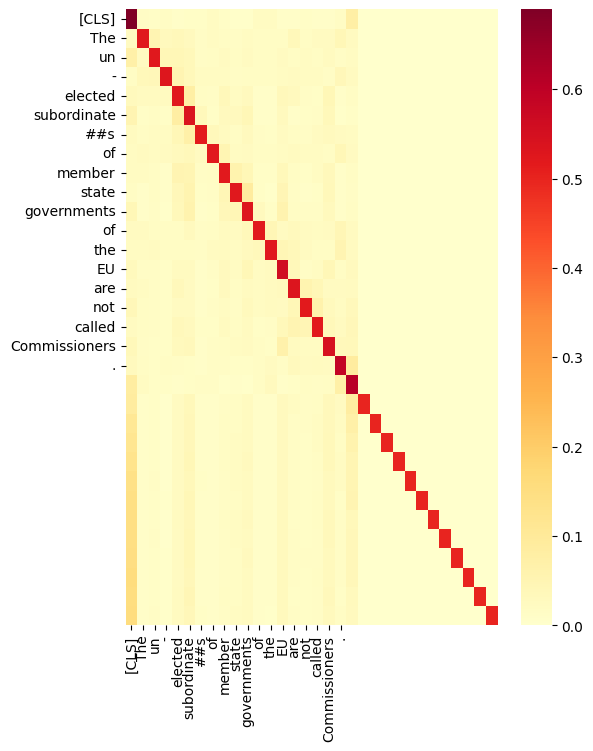 [CLS]
The
un
-
elected
subordinate
##s
of
member
state
governments
of
the
EU
are
not
called
Commissioners
.
0.6
0.5
0.4
0.3
0.2
0.1
0.0
[CLS]
The
un
-
elected
subordinate
##s
of
member
state
governments
of
the
EU
are
not
called
Commissioners
.